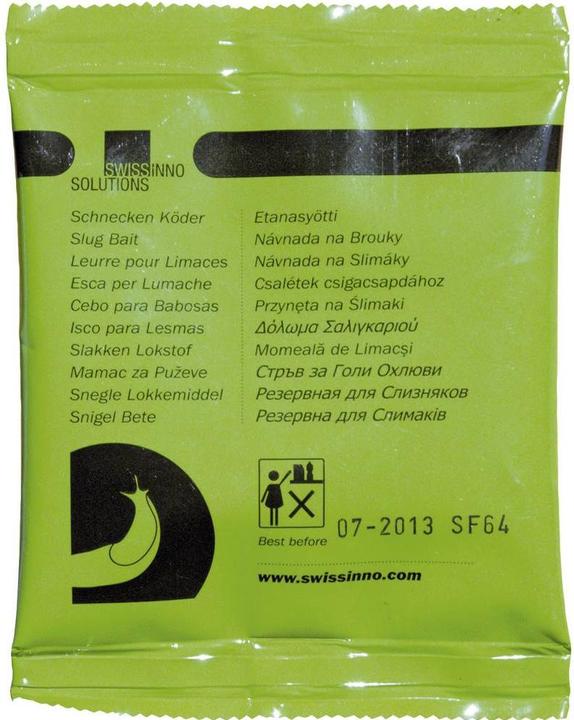 SWISSINNO
SOLUTIONS
Schnecken Köder
Slug Bait
Leurre pour Limaces
Esca per Lumache
Cebo para Babosas
Isco para Lesmas
Slakken Lokstof
Mamac za Puževe
Snegle Lokkemiddel
Snigel Bete
Etanasyötti
Návnada na Brouky
Návnada na Slimáky
Csalétek csigacsapdához
Przynęta na Ślimaki
Δόλωμα Σαλιγκαριού
Momeală de Limacşi
Стръв за Голи Охлюви
Резервная для Слизняков
Резервна для Слимаків
Best before 07-2013 SF64
www.swissinno.com